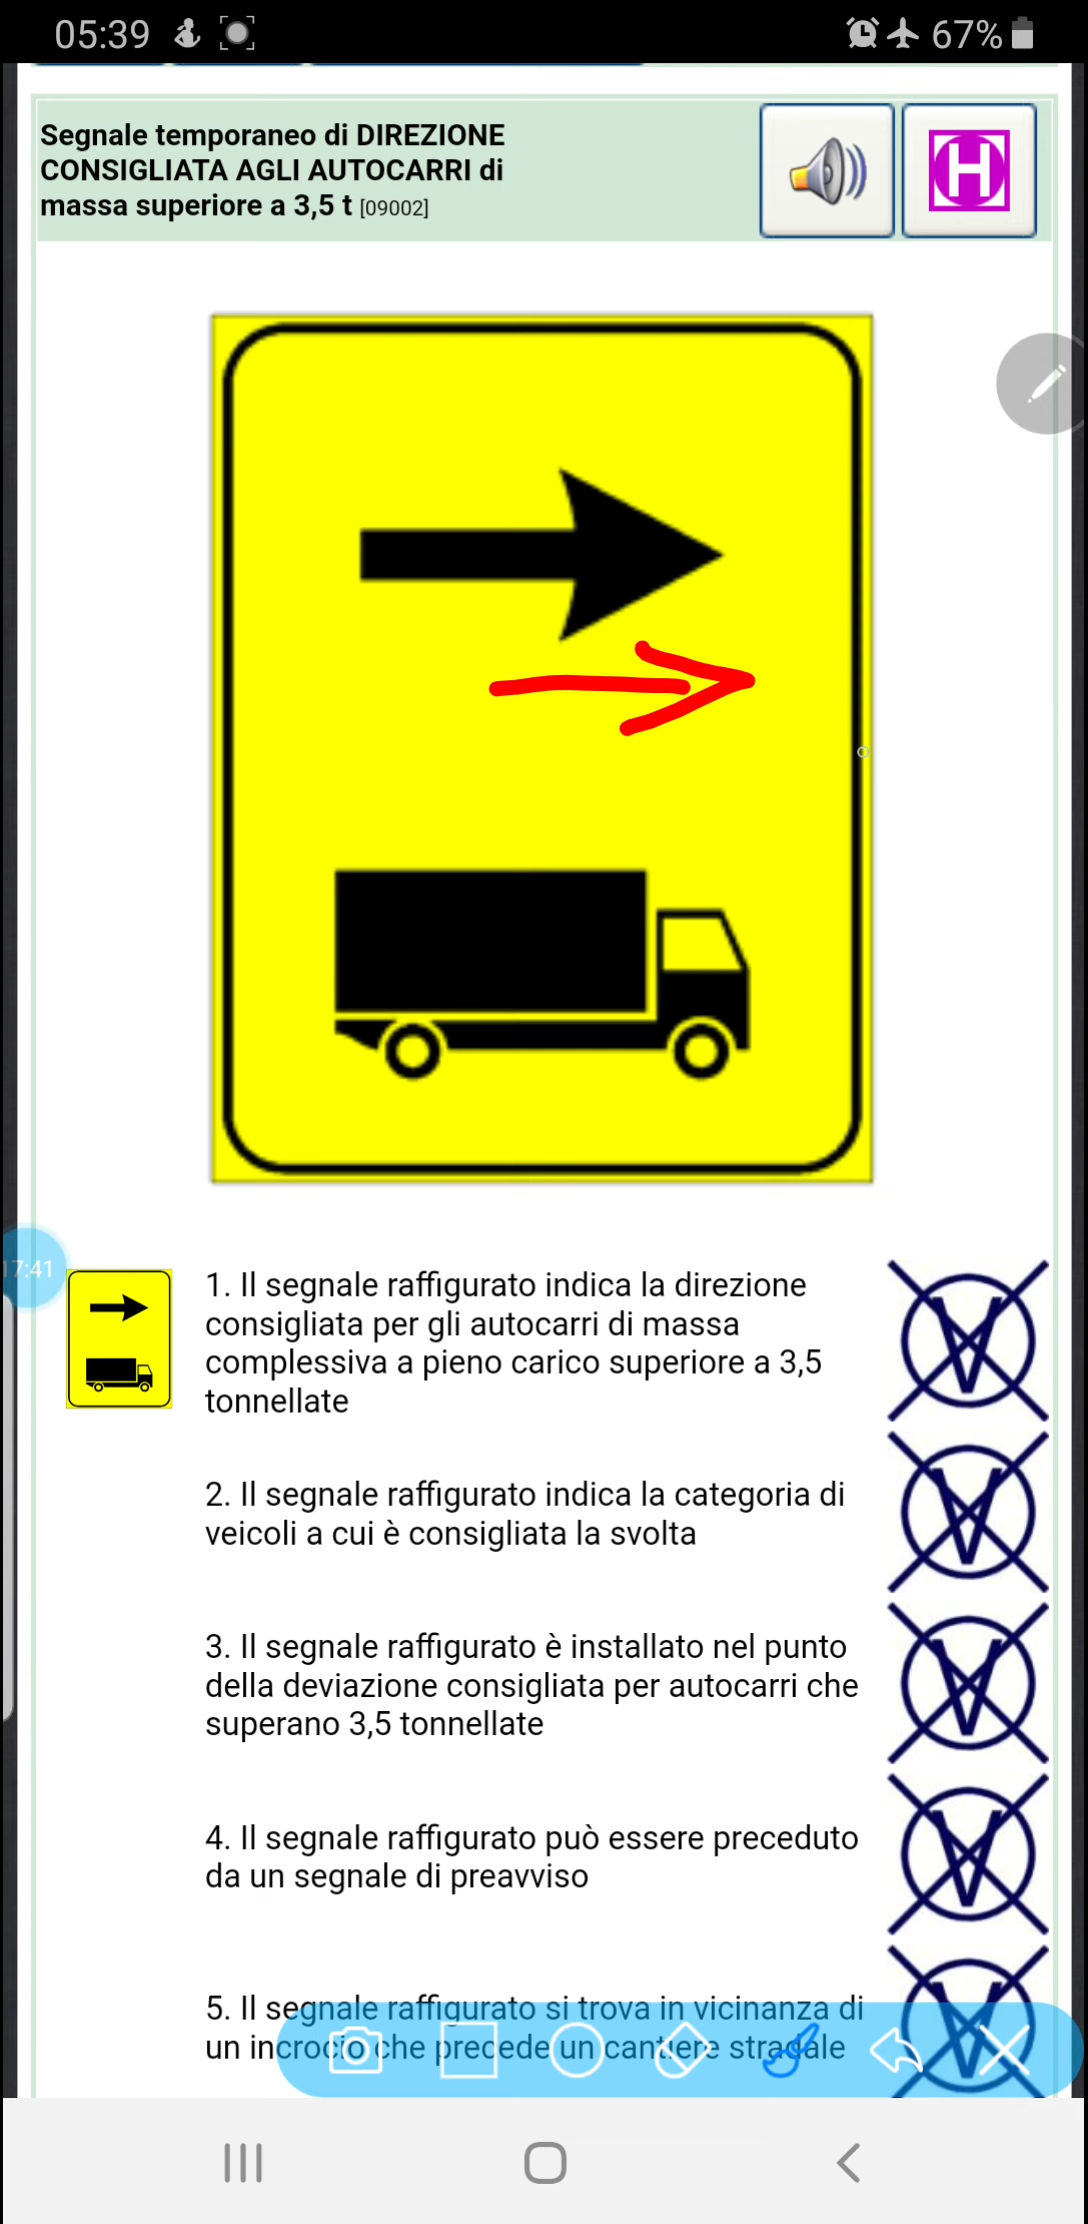 05:39
67%
Segnale temporaneo di DIREZIONE
CONSIGLIATA AGLI AUTOCARRI di
massa superiore a 3,5 t [09002]
H
17:41
1. Il segnale raffigurato indica la direzione
consigliata per gli autocarri di massa
complessiva a pieno carico superiore a 3,5
tonnellate
V
2. Il segnale raffigurato indica la categoria di
veicoli a cui è consigliata la svolta
V
3. Il segnale raffigurato è installato nel punto
della deviazione consigliata per autocarri che
superano 3,5 tonnellate
V
4. Il segnale raffigurato può essere preceduto
da un segnale di preavviso
V
5. Il segnale raffigurato si trova in vicinanza di
un incrocio che precede un cantiere stradale
V